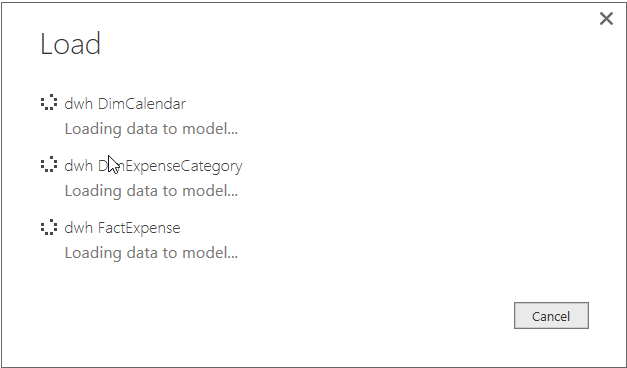 Load
dwh DimCalendar
Loading data to model...
dwh DimExpenseCategory
Loading data to model...
dwh FactExpense
Loading data to model...
Cancel